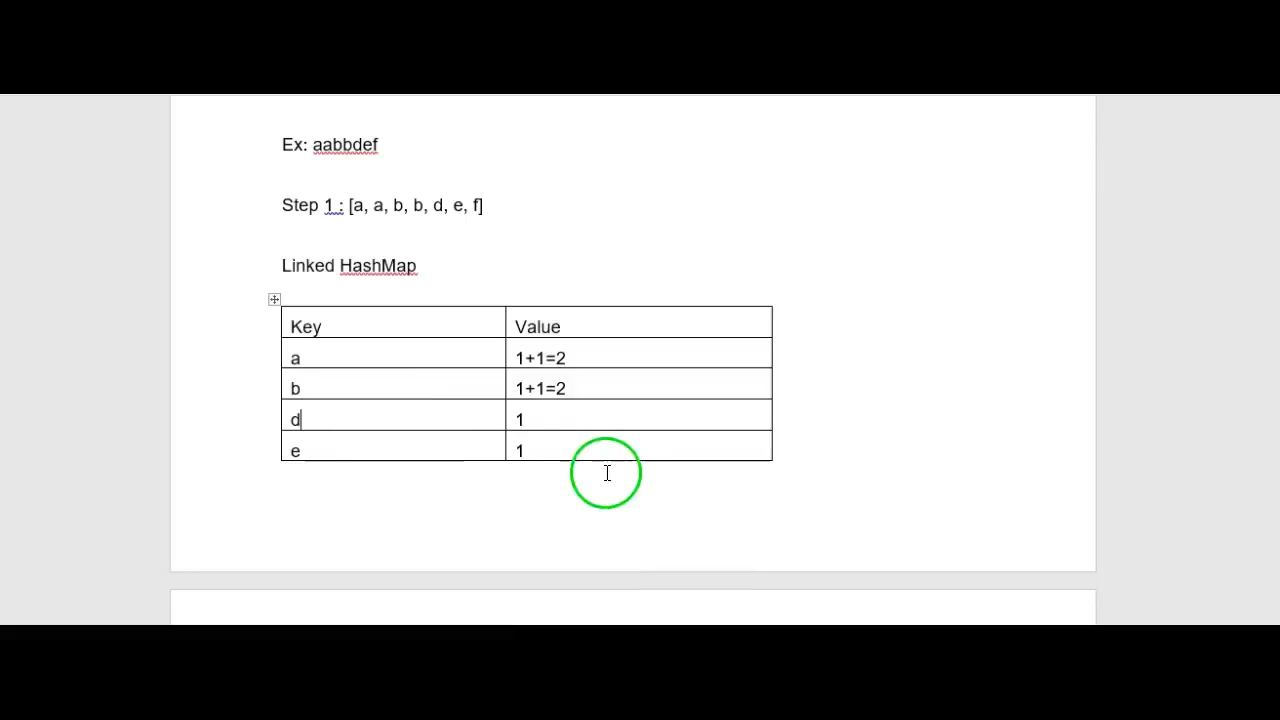 Ex: aabbdef
Step 1 : [a, a, b, b, d, e, f]
Linked HashMap
Key Value
a 1+1=2
b 1+1=2
d 1
e 1